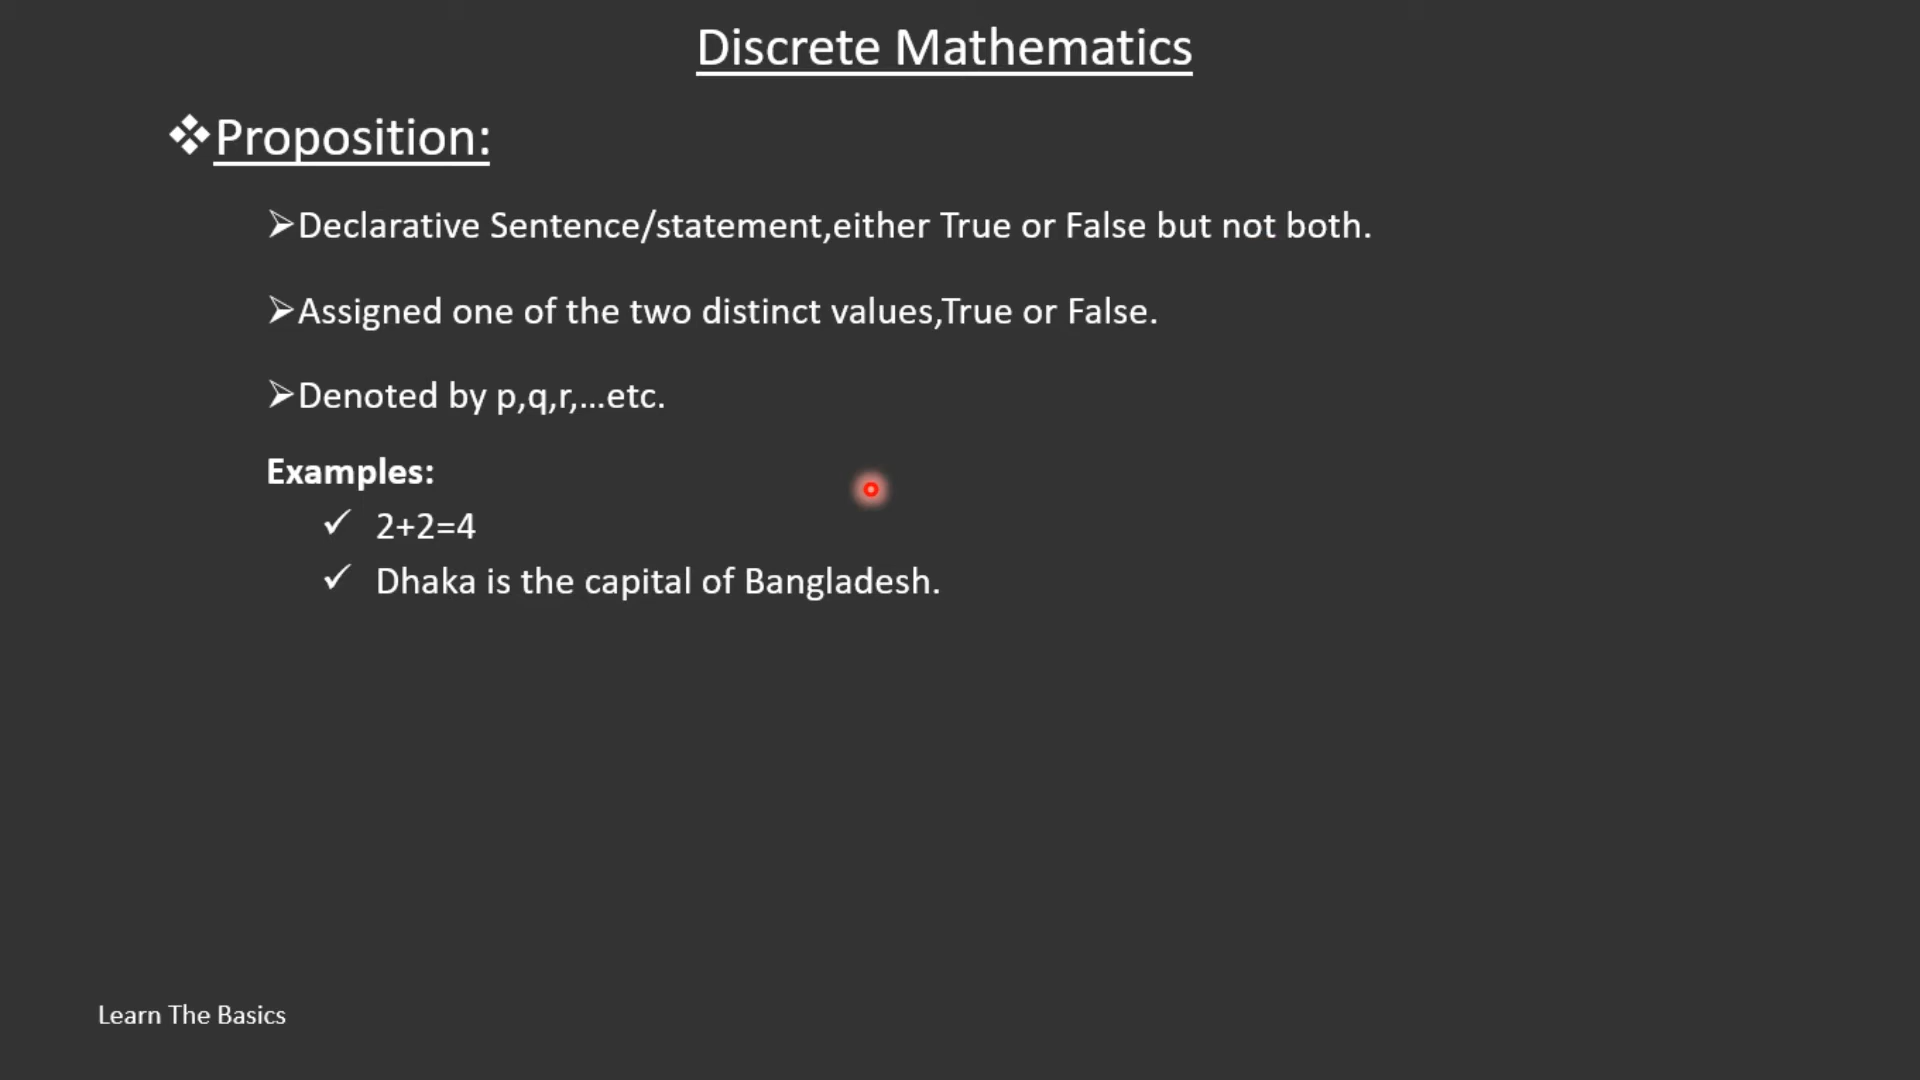 Discrete Mathematics
❖Proposition:
➢Declarative Sentence/statement,either True or False but not both.
➢Assigned one of the two distinct values,True or False.
➢Denoted by p,q,r,...etc.
Examples:
✓ 2+2=4
✓ Dhaka is the capital of Bangladesh.
Learn The Basics